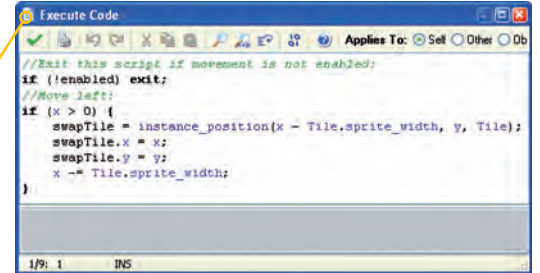 Execute Code
Applies To: Self Other Ob
//Exit this script if movement is not enabled;
if (!enabled) exit;
//Move left:
if (x > 0) {
swapTile = instance_position(x - Tile.sprite_width, y, Tile);
swapTile.x = x;
swapTile.y = y;
x -= Tile.sprite_width;
}
1/9: 1 INS